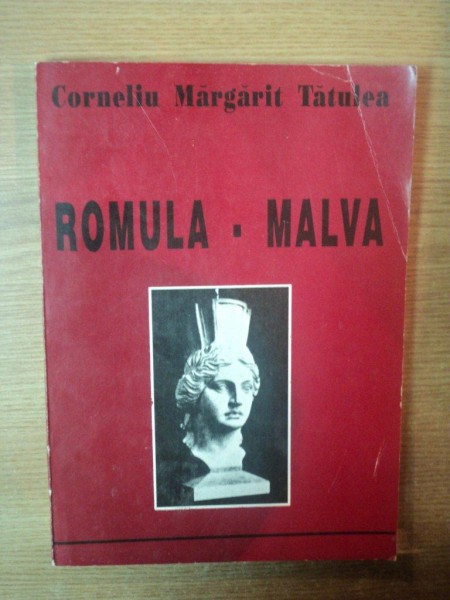 Corneliu Mărgărit Tătulea
ROMULA - MALVA